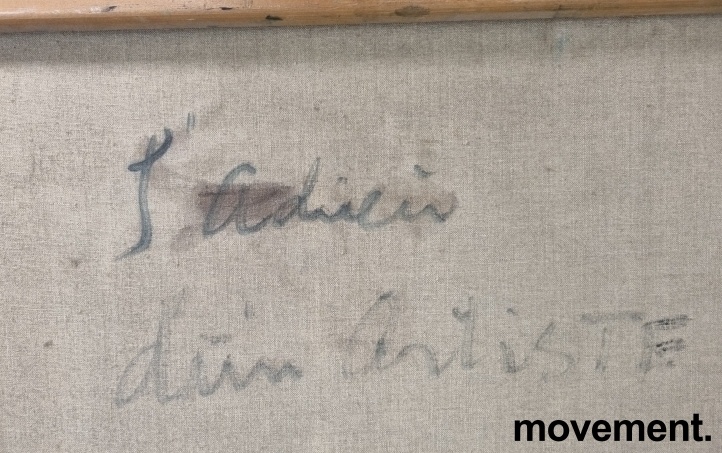 l" Adieu
d'un ArtiSTE
movement.